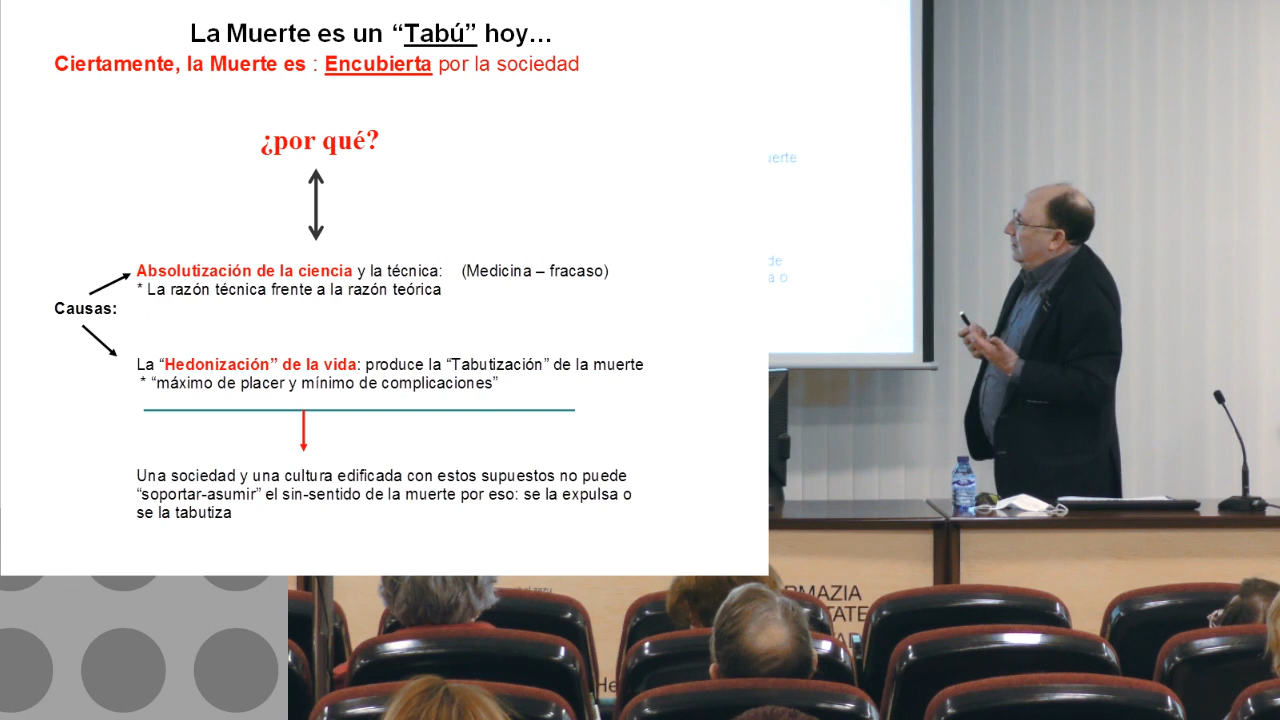 La Muerte es un “Tabú” hoy…
Ciertamente, la Muerte es : Encubierta por la sociedad
¿por qué?
Absolutización de la ciencia y la técnica: (Medicina – fracaso)
* La razón técnica frente a la razón teórica
Causas:
La “Hedonización” de la vida: produce la “Tabutización” de la muerte
* “máximo de placer y mínimo de complicaciones”
Una sociedad y una cultura edificada con estos supuestos no puede
“soportar-asumir” el sin-sentido de la muerte por eso: se la expulsa o
se la tabutiza
de
a o